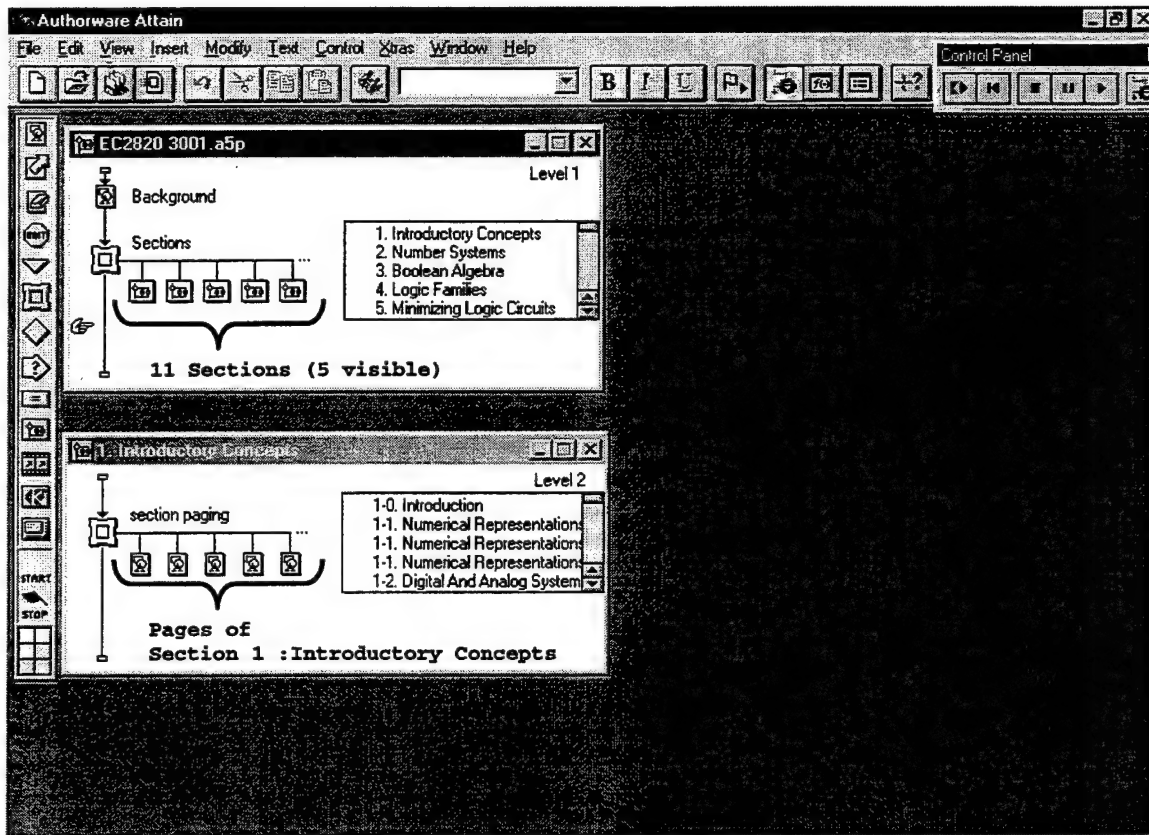 Authorware Attain
File Edit View Insert Modify Text Control Xtras Window Help
Control Panel
B I U
EC2820 3001.a5p
Level 1
Background
Sections
1. Introductory Concepts
2. Number Systems
3. Boolean Algebra
4. Logic Families
5. Minimizing Logic Circuits
11 Sections (5 visible)
Introductory Concepts
Level 2
section paging
1-0. Introduction
1-1. Numerical Representations
1-1. Numerical Representations
1-1. Numerical Representations
1-2. Digital And Analog System
Pages of
Section 1 :Introductory Concepts
START
STOP